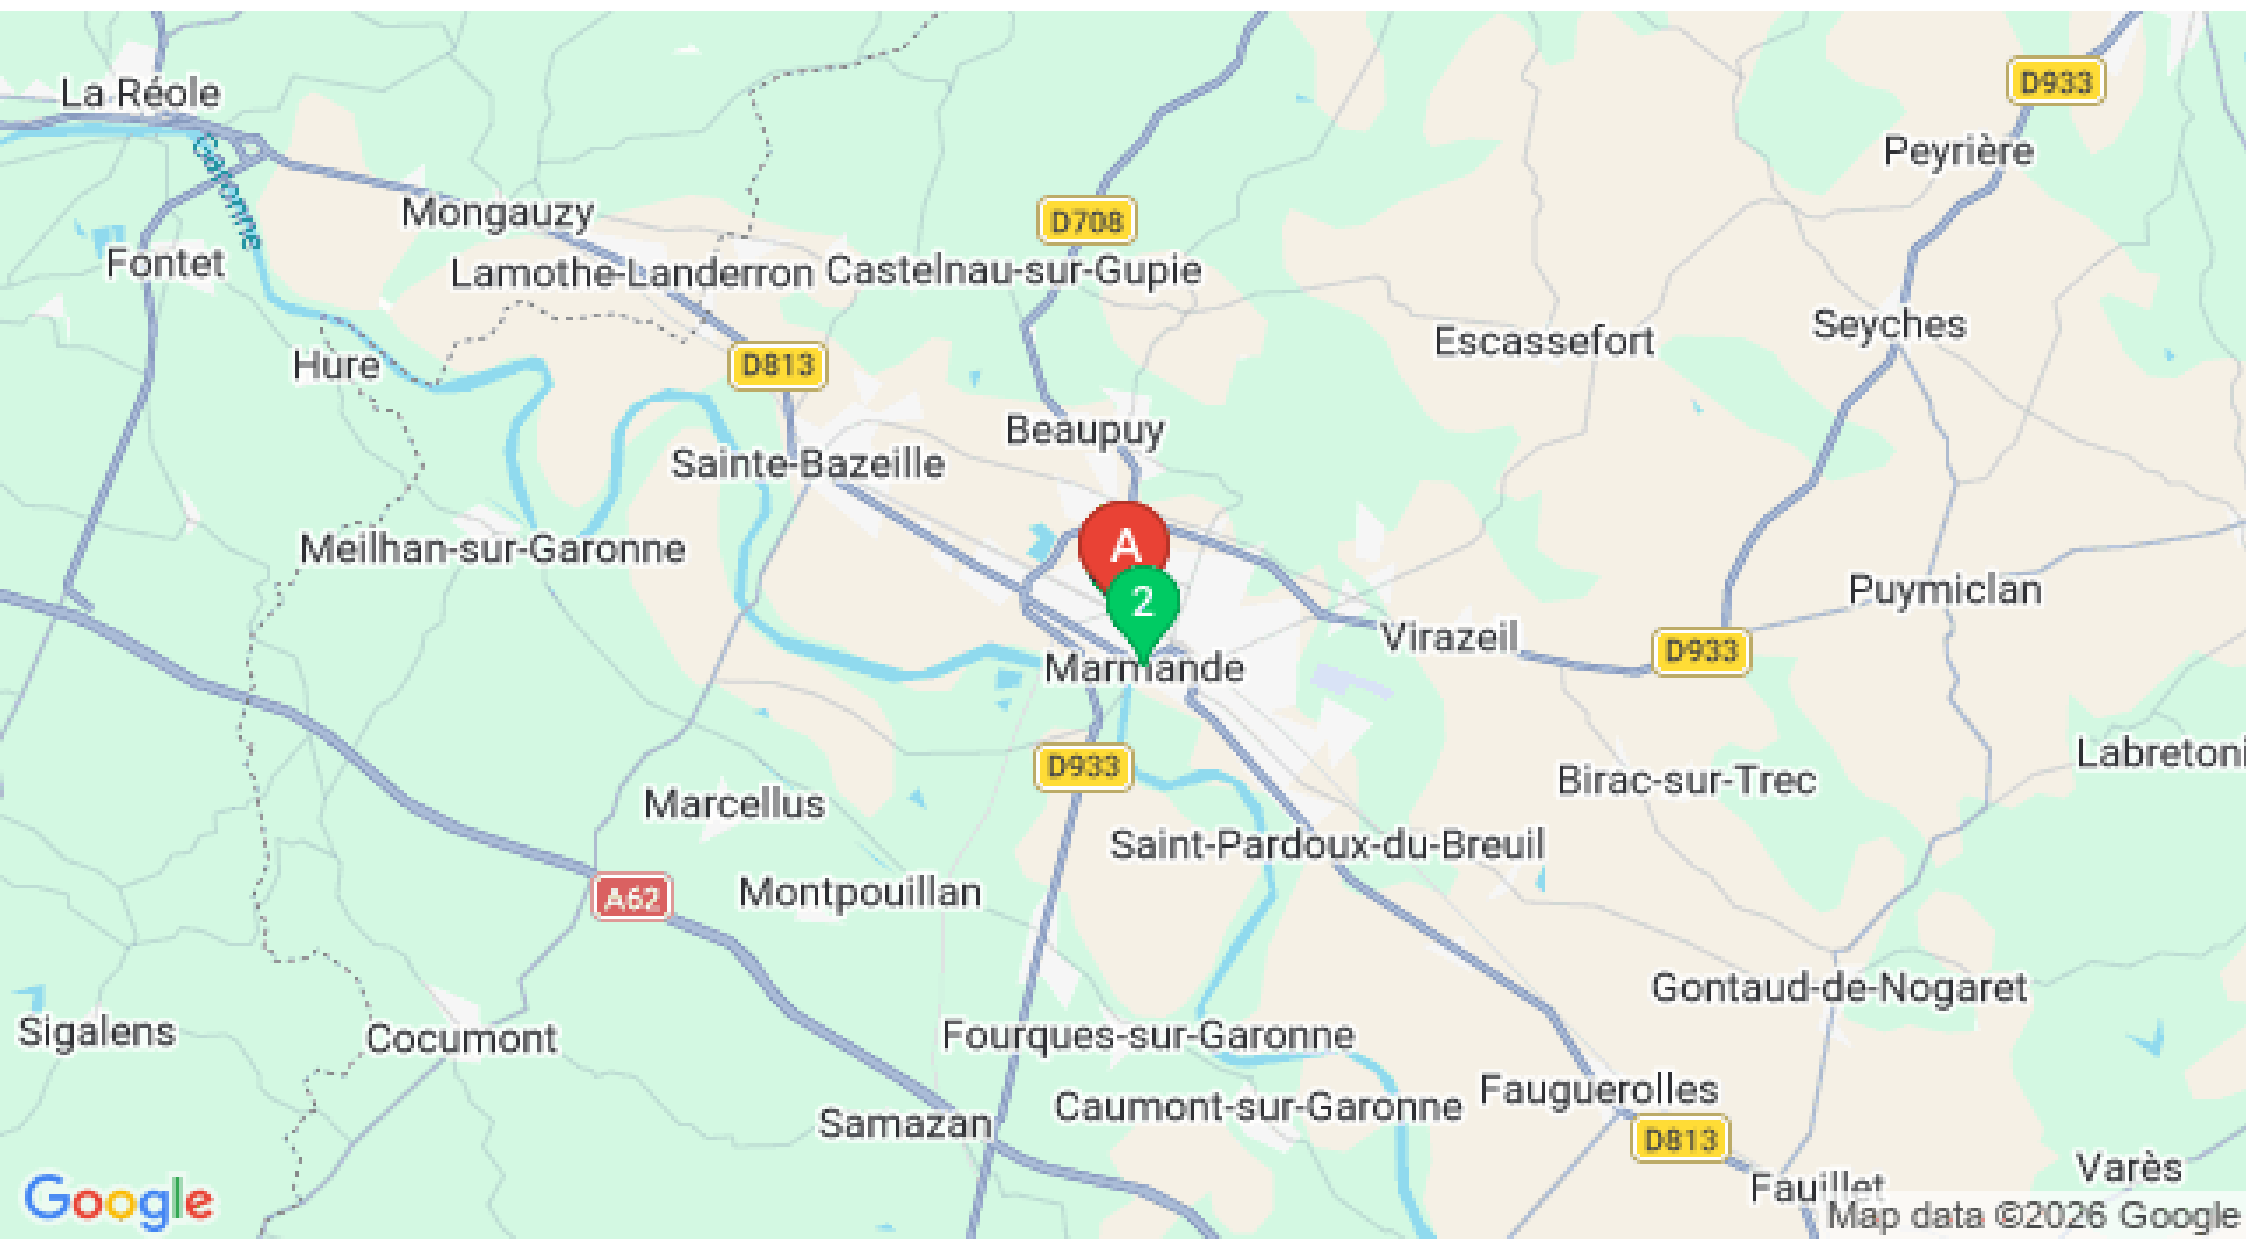 D933
La Réole
Peyrière
Garonne
Mongauzy
D708
Fontet
Lamothe-Landerron
Castelnau-sur-Gupie
Seyches
Escassefort
Hure
D813
Beaupuy
Sainte-Bazeille
Meilhan-sur-Garonne
A
2
Puymiclan
Virazeil
D933
Marmande
Labretoni
D933
Birac-sur-Trec
Marcellus
Saint-Pardoux-du-Breuil
Montpouillan
A62
Gontaud-de-Nogaret
Sigalens
Cocumont
Fourques-sur-Garonne
Fauguerolles
Caumont-sur-Garonne
Samazan
D813
Varès
Fauillet
Google
Map data ©2026 Google